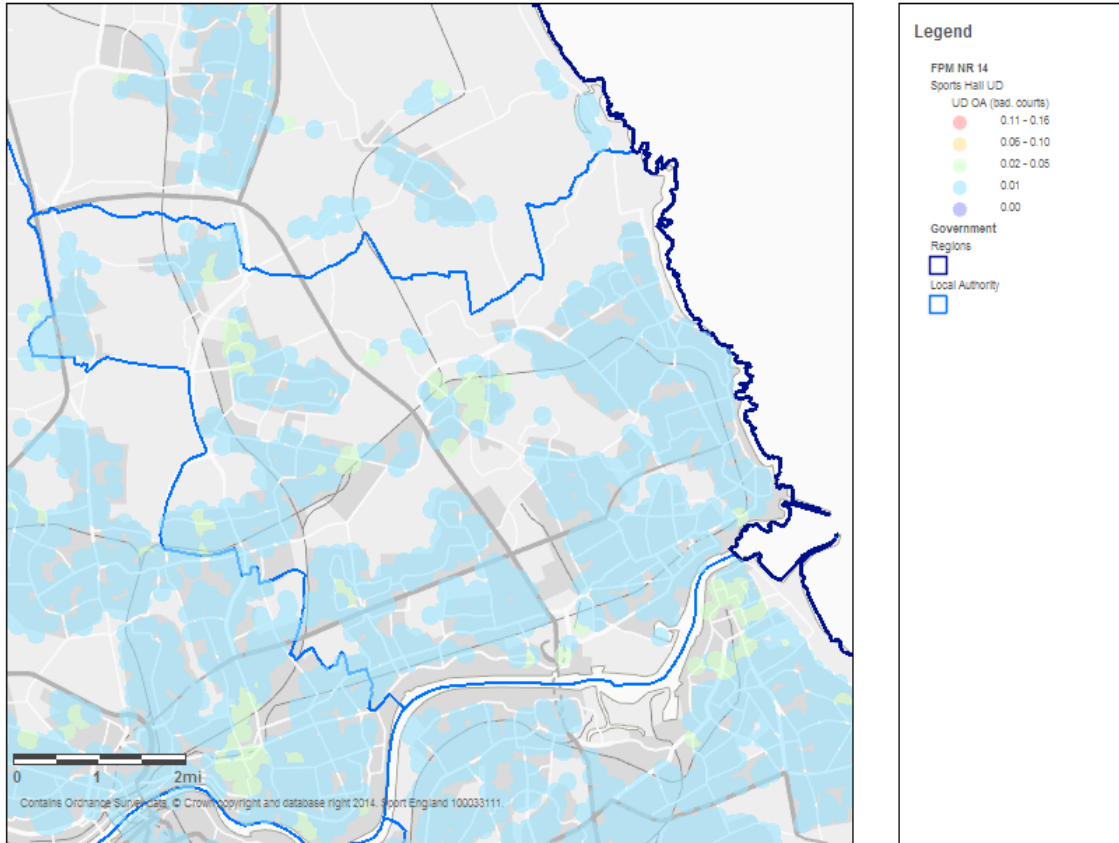 Legend
FPM NR 14
Sports Hall UD
UD OA (bad. courts)
0.11 - 0.16
0.06 - 0.10
0.02 - 0.05
0.01
0.00
Government
Regions
Local Authority
0 1 2mi
Contains Ordnance Survey data, © Crown copyright and database right 2014. Sport England 100033111.